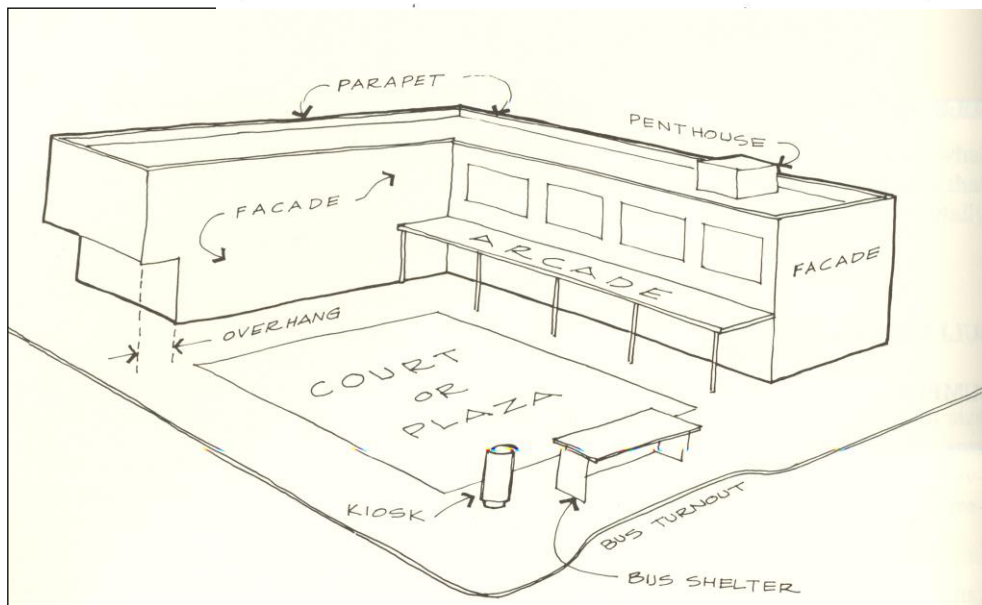 PARAPET
PENTHOUSE
FACADE
FACADE
ARCADE
OVERHANG
COURT
OR
PLAZA
KIOSK
BUS TURNOUT
BUS SHELTER